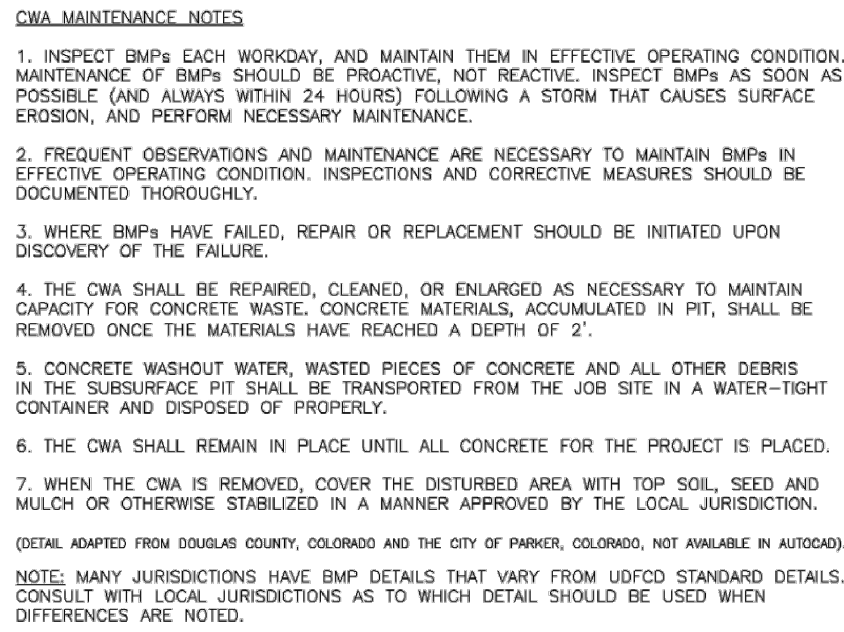 CWA MAINTENANCE NOTES
1. INSPECT BMPs EACH WORKDAY, AND MAINTAIN THEM IN EFFECTIVE OPERATING CONDITION.
MAINTENANCE OF BMPs SHOULD BE PROACTIVE, NOT REACTIVE. INSPECT BMPs AS SOON AS
POSSIBLE (AND ALWAYS WITHIN 24 HOURS) FOLLOWING A STORM THAT CAUSES SURFACE
EROSION, AND PERFORM NECESSARY MAINTENANCE.
2. FREQUENT OBSERVATIONS AND MAINTENANCE ARE NECESSARY TO MAINTAIN BMPs IN
EFFECTIVE OPERATING CONDITION. INSPECTIONS AND CORRECTIVE MEASURES SHOULD BE
DOCUMENTED THOROUGHLY.
3. WHERE BMPs HAVE FAILED, REPAIR OR REPLACEMENT SHOULD BE INITIATED UPON
DISCOVERY OF THE FAILURE.
4. THE CWA SHALL BE REPAIRED, CLEANED, OR ENLARGED AS NECESSARY TO MAINTAIN
CAPACITY FOR CONCRETE WASTE. CONCRETE MATERIALS, ACCUMULATED IN PIT, SHALL BE
REMOVED ONCE THE MATERIALS HAVE REACHED A DEPTH OF 2'.
5. CONCRETE WASHOUT WATER, WASTED PIECES OF CONCRETE AND ALL OTHER DEBRIS
IN THE SUBSURFACE PIT SHALL BE TRANSPORTED FROM THE JOB SITE IN A WATER-TIGHT
CONTAINER AND DISPOSED OF PROPERLY.
6. THE CWA SHALL REMAIN IN PLACE UNTIL ALL CONCRETE FOR THE PROJECT IS PLACED.
7. WHEN THE CWA IS REMOVED, COVER THE DISTURBED AREA WITH TOP SOIL, SEED AND
MULCH OR OTHERWISE STABILIZED IN A MANNER APPROVED BY THE LOCAL JURISDICTION.
(DETAIL ADAPTED FROM DOUGLAS COUNTY, COLORADO AND THE CITY OF PARKER, COLORADO, NOT AVAILABLE IN AUTOCAD).
NOTE: MANY JURISDICTIONS HAVE BMP DETAILS THAT VARY FROM UDFCD STANDARD DETAILS.
CONSULT WITH LOCAL JURISDICTIONS AS TO WHICH DETAIL SHOULD BE USED WHEN
DIFFERENCES ARE NOTED.